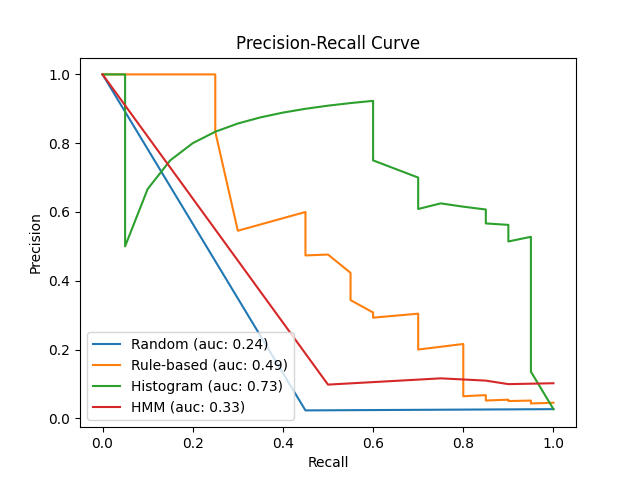 Precision-Recall Curve
Precision
1.0
0.8
0.6
0.4
0.2
0.0
Random (auc: 0.24)
Rule-based (auc: 0.49)
Histogram (auc: 0.73)
HMM (auc: 0.33)
0.0 0.2 0.4 0.6 0.8 1.0
Recall